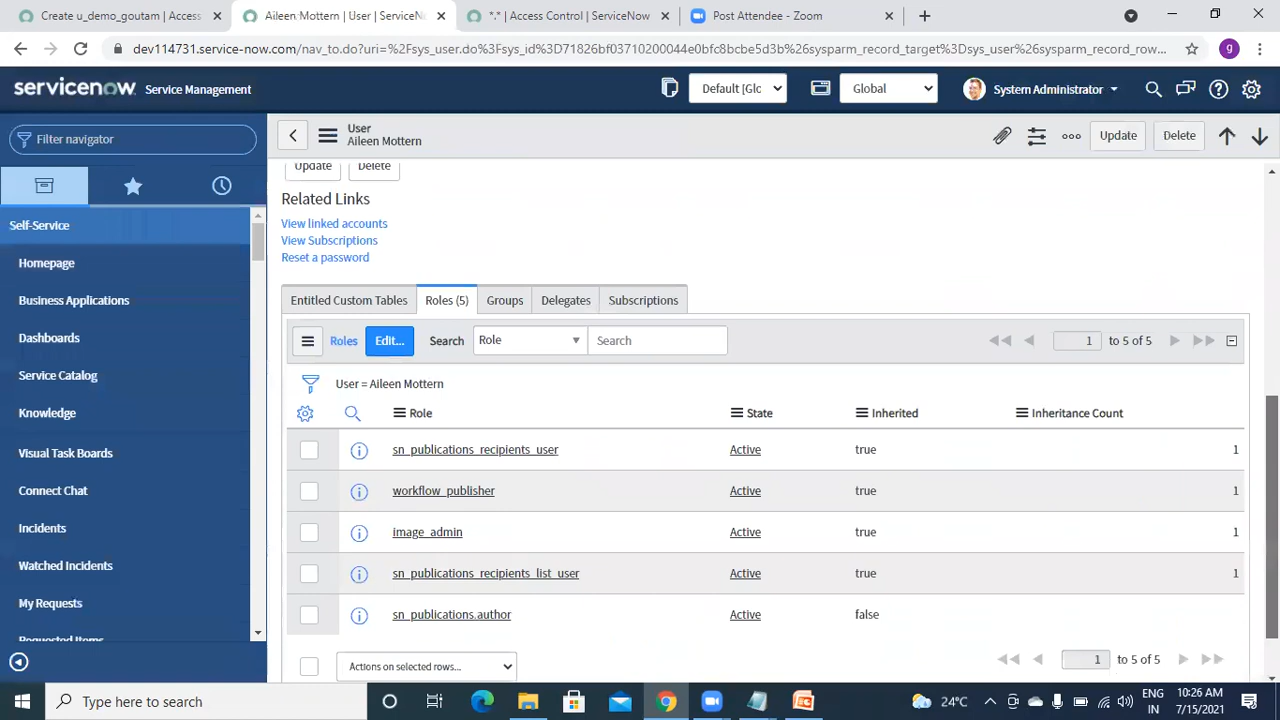 Create u_demo_goutam | Access
Aileen Mottern | User | ServiceNo
*.* | Access Control | ServiceNow
Post Attendee - Zoom
dev114731.service-now.com/nav_to.do?uri=%2Fsys_user.do%3Fsys_id%3D71826bf03710200044e0bfc8bcbe5d3b%26sysparm_record_target%3Dsys_user%26sysparm_record_row...
g
servicenow Service Management
Default [Glc
Global
System Administrator
Filter navigator
User
Aileen Mottern
Update
Delete
Self-Service
Homepage
Business Applications
Dashboards
Service Catalog
Knowledge
Visual Task Boards
Connect Chat
Incidents
Watched Incidents
My Requests
Requested Items
Update
Delete
Related Links
View linked accounts
View Subscriptions
Reset a password
Entitled Custom Tables
Roles (5)
Groups
Delegates
Subscriptions
Roles
Edit...
Search
Role
Search
1 to 5 of 5
User = Aileen Mottern
Role State Inherited Inheritance Count
sn_publications_recipients_user Active true 1
workflow_publisher Active true 1
image_admin Active true 1
sn_publications_recipients_list_user Active true 1
sn_publications.author Active false
Actions on selected rows...
1 to 5 of 5
Type here to search
24°C
ENG
IN
10:26 AM
7/15/2021